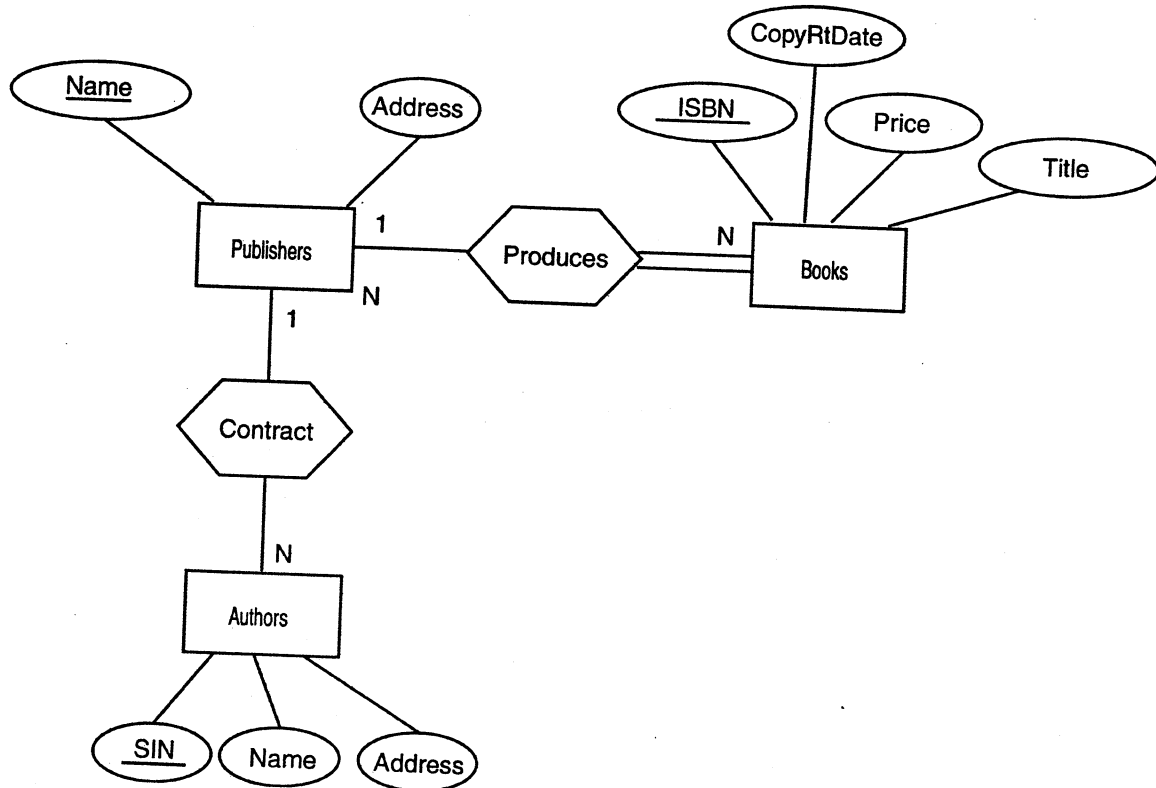 CopyRtDate
Name
Address
ISBN
Price
Title
1
Publishers
Produces
N
Books
N
1
Contract
N
Authors
SIN
Name
Address